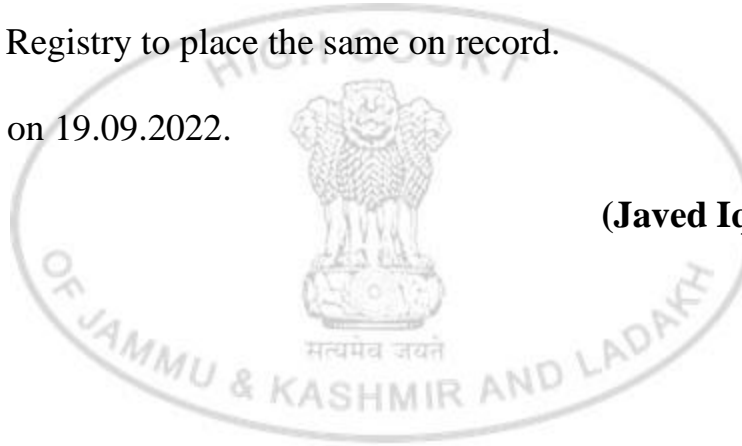 Registry to place the same on record.
on 19.09.2022.
(Javed Iq
HIGH COURT
OF JAMMU & KASHMIR AND LADAKH
सत्यमेव जयते